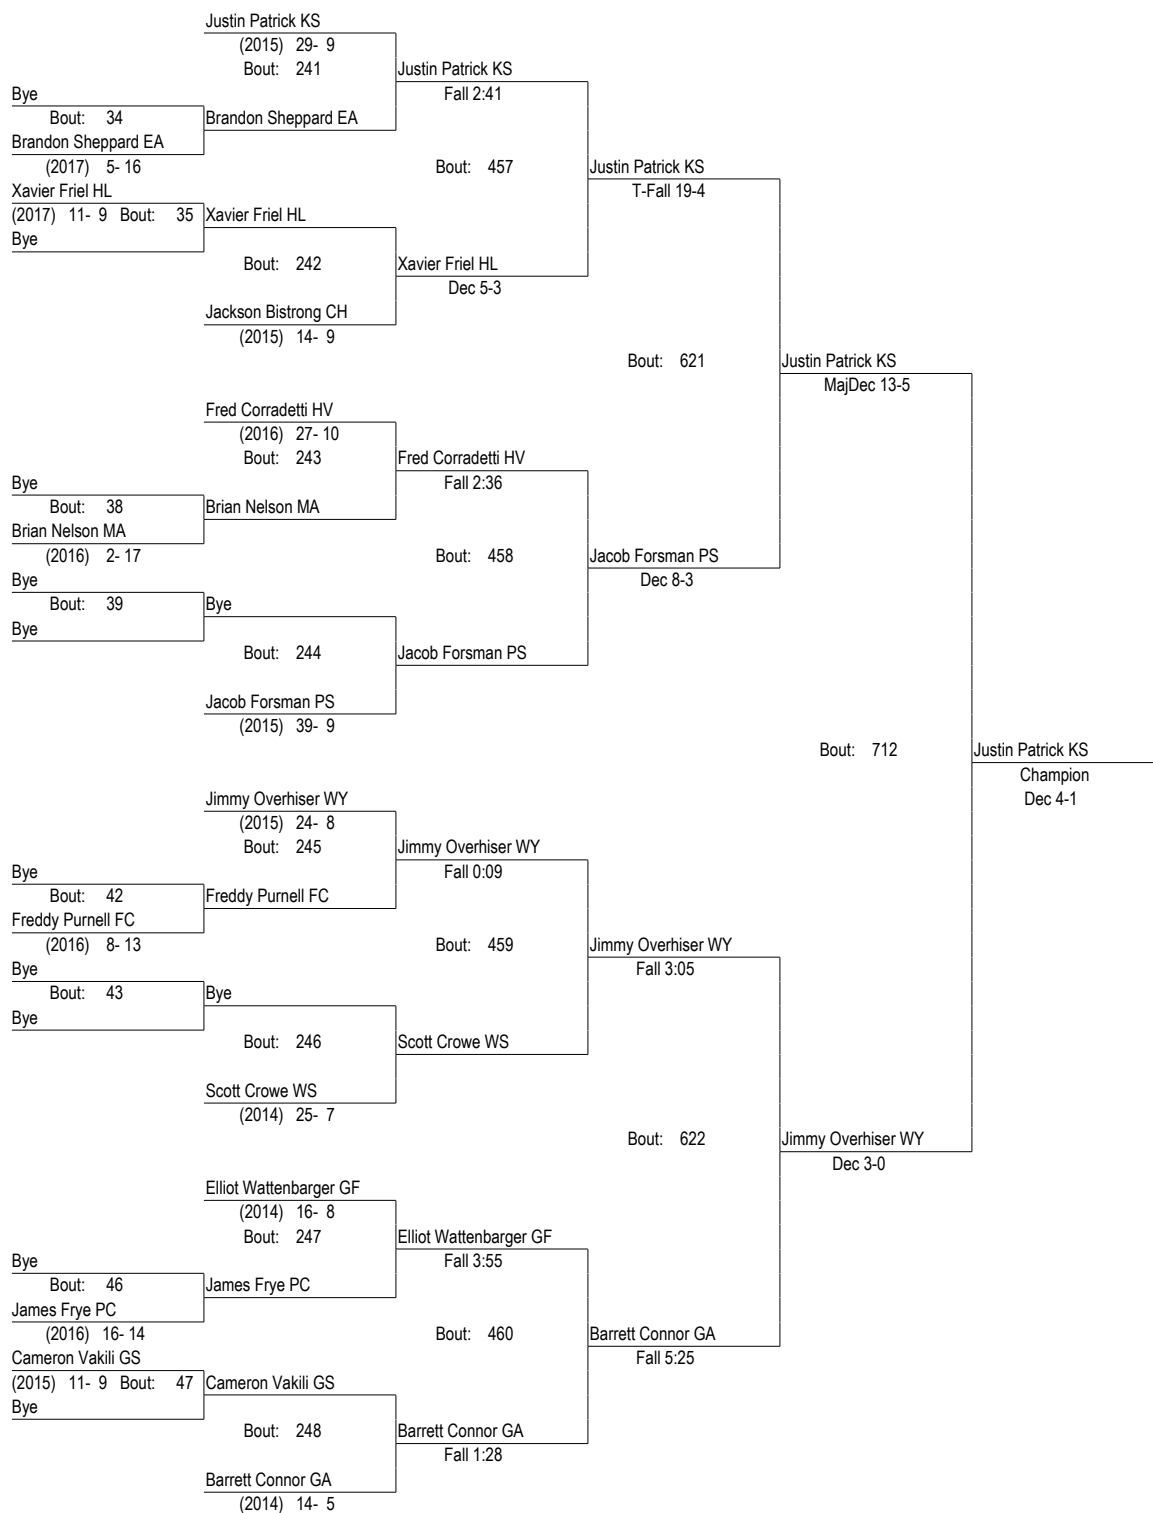 Justin Patrick KS
(2015) 29- 9
Bout: 241 Justin Patrick KS
Bye Fall 2:41
Bout: 34 Brandon Sheppard EA
Brandon Sheppard EA
(2017) 5- 16 Bout: 457 Justin Patrick KS
Xavier Friel HL T-Fall 19-4
(2017) 11- 9 Bout: 35 Xavier Friel HL
Bye
Bout: 242 Xavier Friel HL
Dec 5-3
Jackson Bistrong CH
(2015) 14- 9
Bout: 621 Justin Patrick KS
MajDec 13-5
Fred Corradetti HV
(2016) 27- 10
Bout: 243 Fred Corradetti HV
Bye Fall 2:36
Bout: 38 Brian Nelson MA
Brian Nelson MA
(2016) 2- 17 Bout: 458 Jacob Forsman PS
Bye Dec 8-3
Bout: 39 Bye
Bye
Bout: 244 Jacob Forsman PS
Jacob Forsman PS
(2015) 39- 9
Bout: 712 Justin Patrick KS
Champion
Jimmy Overhiser WY Dec 4-1
(2015) 24- 8
Bout: 245 Jimmy Overhiser WY
Bye Fall 0:09
Bout: 42 Freddy Purnell FC
Freddy Purnell FC
(2016) 8- 13 Bout: 459 Jimmy Overhiser WY
Bye Fall 3:05
Bout: 43 Bye
Bye
Bout: 246 Scott Crowe WS
Scott Crowe WS
(2014) 25- 7
Bout: 622 Jimmy Overhiser WY
Dec 3-0
Elliot Wattenbarger GF
(2014) 16- 8
Bout: 247 Elliot Wattenbarger GF
Bye Fall 3:55
Bout: 46 James Frye PC
James Frye PC
(2016) 16- 14 Bout: 460 Barrett Connor GA
Cameron Vakili GS Fall 5:25
(2015) 11- 9 Bout: 47 Cameron Vakili GS
Bye
Bout: 248 Barrett Connor GA
Fall 1:28
Barrett Connor GA
(2014) 14- 5